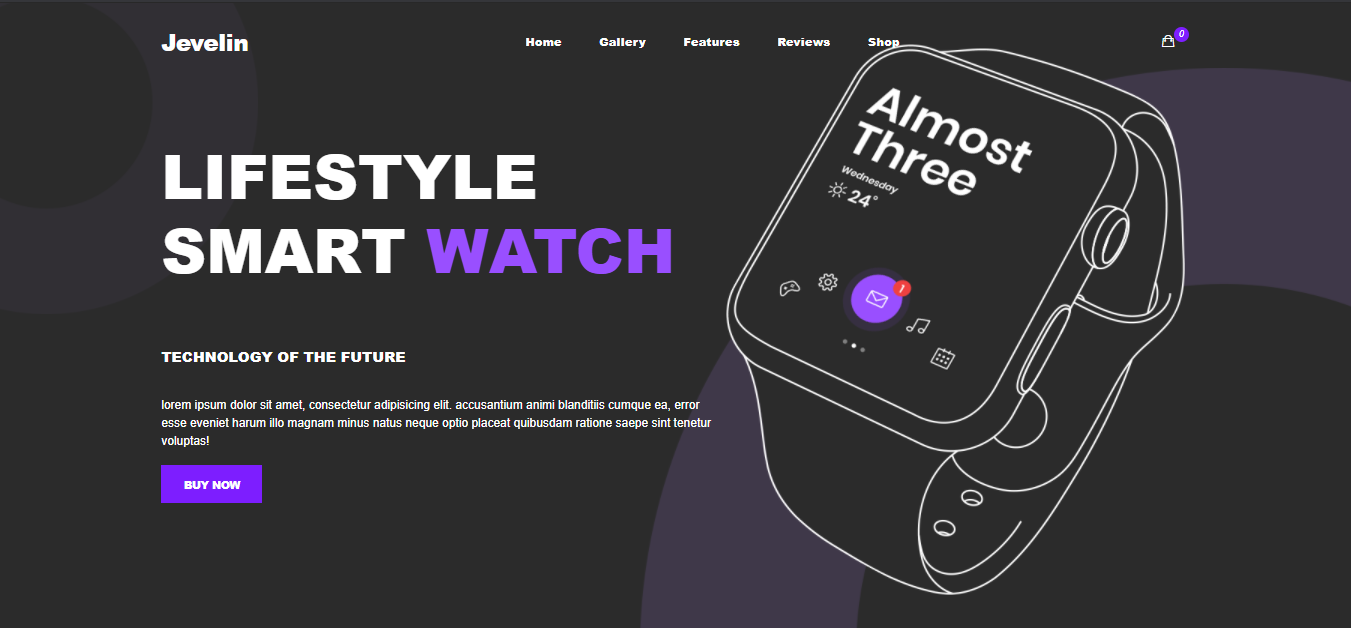 Jevelin
Home Gallery Features Reviews Shop
0
LIFESTYLE
SMART WATCH
TECHNOLOGY OF THE FUTURE
lorem ipsum dolor sit amet, consectetur adipisicing elit. accusantium animi blanditiis cumque ea, error
esse eveniet harum illo magnam minus natus neque optio placeat quibusdam ratione saepe sint tenetur
voluptas!
BUY NOW
Almost
Three
Wednesday
24°
1